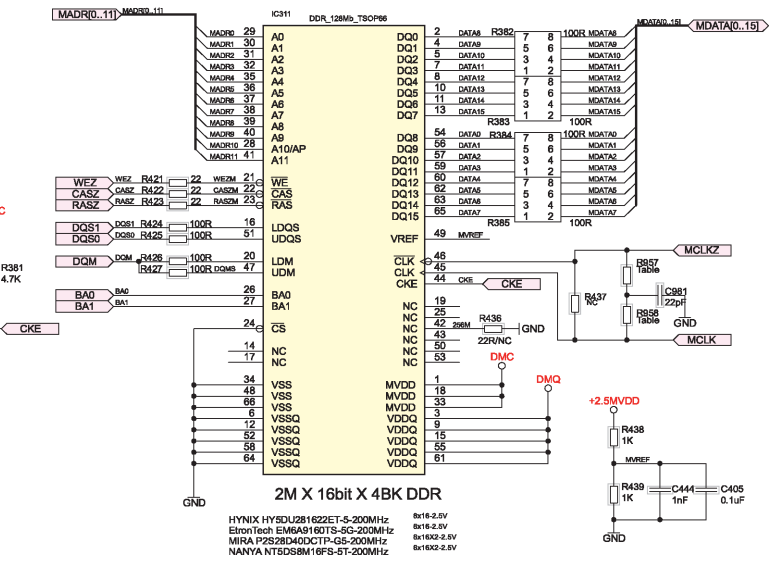 MADR[0..11] MADR[0..11] IC311 DDR_128Mb_TSOP66 MDATA[0..15]
MADR0 29 A0 DQ0 2 DATA8 R382 7 8 100R MDATA8
MADR1 30 A1 DQ1 4 DATA9 5 6 MDATA9
MADR2 31 A2 DQ2 5 DATA10 3 4 MDATA10
MADR3 32 A3 DQ3 7 DATA11 1 2 MDATA11
MADR4 35 A4 DQ4 8 DATA12 7 8 MDATA12
MADR5 36 A5 DQ5 10 DATA13 5 6 MDATA13
MADR6 37 A6 DQ6 11 DATA14 3 4 MDATA14
MADR7 38 A7 DQ7 13 DATA15 1 2 MDATA15
MADR8 39 A8 R383 100R
MADR9 40 A9 DQ8 54 DATA0 R384 7 8 100R MDATA0
MADR10 28 A10/AP DQ9 56 DATA1 5 6 MDATA1
MADR11 41 A11 DQ10 57 DATA2 3 4 MDATA2
DQ11 59 DATA3 1 2 MDATA3
WEZ WEZ R421 22 WEZM 21 WE DQ12 60 DATA4 7 8 MDATA4
CASZ CASZ R422 22 CASZM 22 CAS DQ13 62 DATA5 5 6 MDATA5
RASZ RASZ R423 22 RASZM 23 RAS DQ14 63 DATA6 3 4 MDATA6
C DQ15 65 DATA7 1 2 MDATA7
R385 100R
DQS1 DQS1 R424 100R 16 LDQS
DQS0 DQS0 R425 100R 51 UDQS VREF 49 MVREF
MCLKZ
DQM DQM R426 100R 20 LDM CLK 46
R427 100R DQMS 47 UDM CLK 45
R381 R957
4.7K Table
CKE 44 CKE CKE
BA0 BA0 26 BA0 R437 C981
BA1 BA1 27 BA1 NC 22pF
NC 19
NC 25 R958 GND
CKE 24 CS NC 42 256M R436 GND Table
NC 43 22R/NC MCLK
14 NC NC 50
17 NC NC 53
DMC
34 VSS MVDD 1 DMQ
48 VSS MVDD 18
66 VSS MVDD 33 +2.5MVDD
6 VSSQ VDDQ 3
12 VSSQ VDDQ 9 R438
52 VSSQ VDDQ 15 1K
58 VSSQ VDDQ 55
64 VSSQ VDDQ 61 MVREF
GND
R439 C444 C405
1K 1nF 0.1uF
GND
2M X 16bit X 4BK DDR
HYNIX HY5DU281622ET-5-200MHz 8x16-2.5V
EtronTech EM6A9160TS-5G-200MHz 8x16-2.5V
MIRA P2S28D40DCTP-G5-200MHz 8x16X2-2.5V
NANYA NT5DS8M16FS-5T-200MHz 8x16X2-2.5V